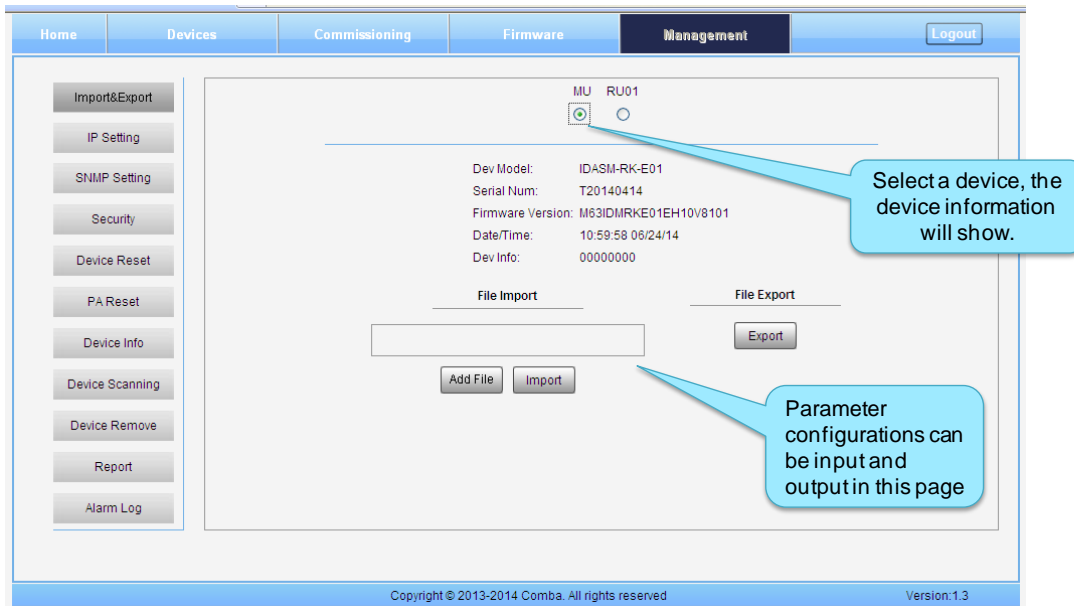 Home Devices Commissioning Firmware Management Logout
Import&Export
IP Setting
SNMP Setting
Security
Device Reset
PA Reset
Device Info
Device Scanning
Device Remove
Report
Alarm Log
MU RU01
Dev Model: IDASM-RK-E01
Serial Num: T20140414
Firmware Version: M63IDMRKE01EH10V8101
Date/Time: 10:59:58 06/24/14
Dev Info: 00000000
File Import File Export
Export
Add File Import
Select a device, the
device information
will show.
Parameter
configurations can
be input and
output in this page
Copyright © 2013-2014 Comba. All rights reserved Version:1.3